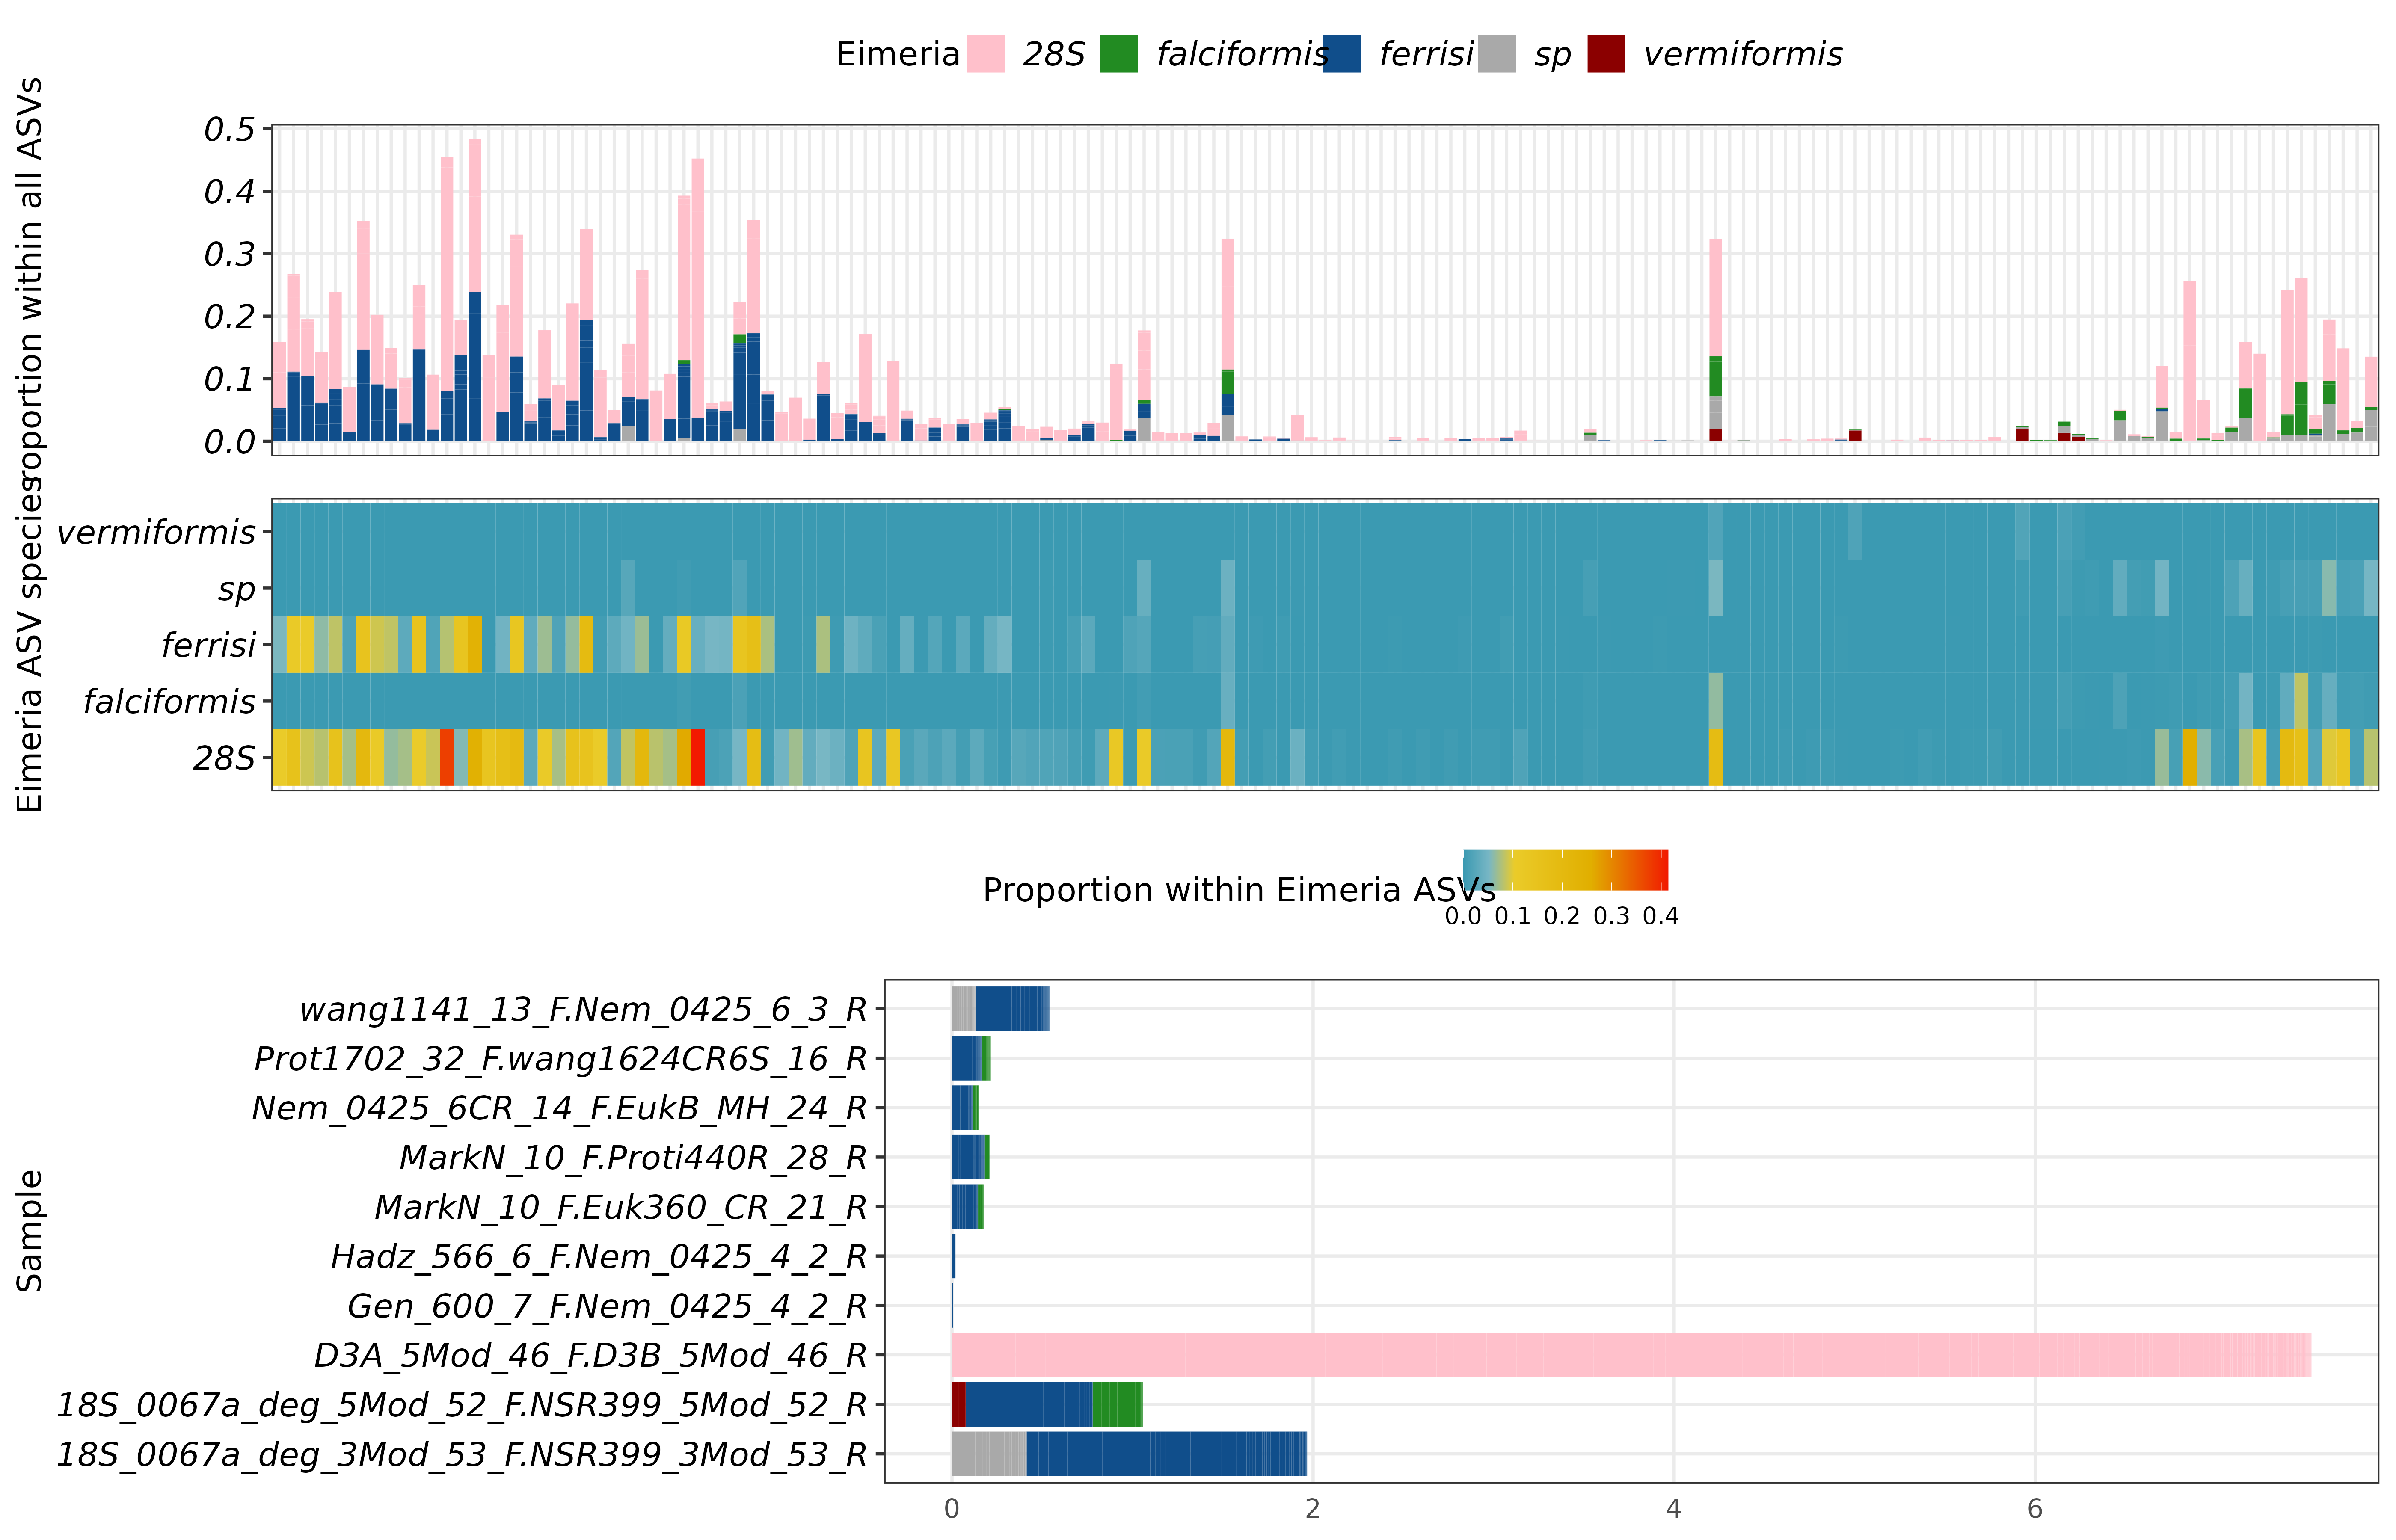 Eimeria 28S falciformis ferrisi sp vermiformis
roportion within all ASVs
0.5
0.4
0.3
0.2
0.1
0.0
Eimeria ASV species
vermiformis
sp
ferrisi
falciformis
28S
Proportion within Eimeria ASVs
0.0 0.1 0.2 0.3 0.4
Sample
wang1141_13_F.Nem_0425_6_3_R
Prot1702_32_F.wang1624CR6S_16_R
Nem_0425_6CR_14_F.EukB_MH_24_R
MarkN_10_F.Proti440R_28_R
MarkN_10_F.Euk360_CR_21_R
Hadz_566_6_F.Nem_0425_4_2_R
Gen_600_7_F.Nem_0425_4_2_R
D3A_5Mod_46_F.D3B_5Mod_46_R
18S_0067a_deg_5Mod_52_F.NSR399_5Mod_52_R
18S_0067a_deg_3Mod_53_F.NSR399_3Mod_53_R
0 2 4 6